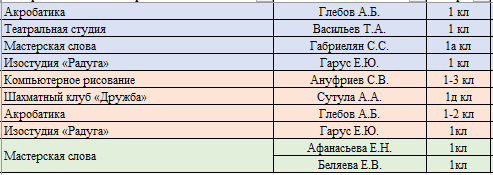 Акробатика Глебов А.Б. 1 кл
Театральная студия Васильев Т.А. 1 кл
Мастерская слова Габриелян С.С. 1а кл
Изостудия «Радуга» Гарус Е.Ю. 1 кл
Компьютерное рисование Ануфриев С.В. 1-3 кл
Шахматный клуб «Дружба» Сутула А.А. 1д кл
Акробатика Глебов А.Б. 1-2 кл
Изостудия «Радуга» Гарус Е.Ю. 1кл
Мастерская слова Афанасьева Е.Н. 1кл
Беляева Е.В. 1кл